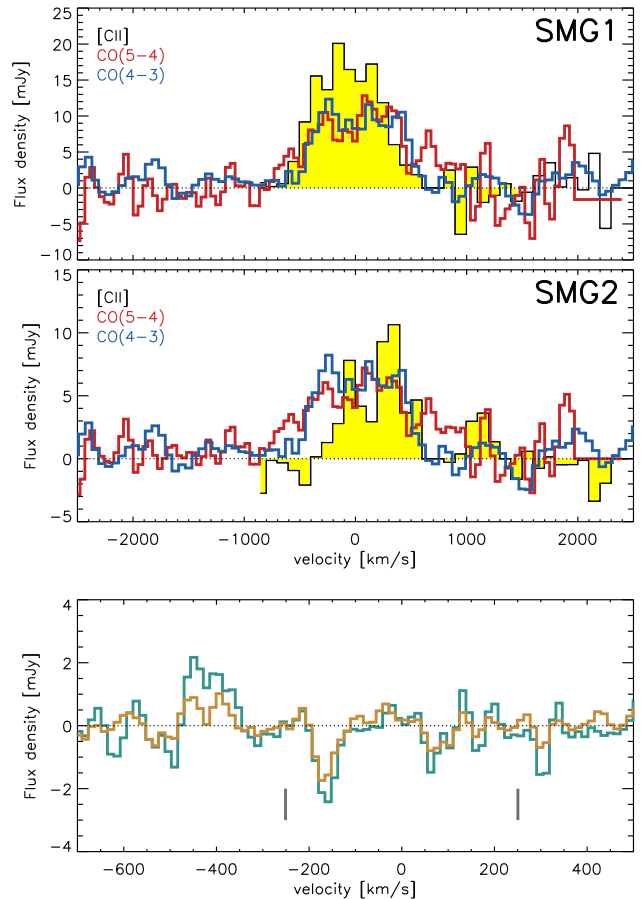 SMG1
[CII]
CO(5−4)
CO(4−3)
25
20
15
10
5
0
−5
−10
Flux density [mJy]
SMG2
[CII]
CO(5−4)
CO(4−3)
15
10
5
0
−5
Flux density [mJy]
−2000 −1000 0 1000 2000
velocity [km/s]
4
2
0
−2
−4
Flux density [mJy]
−600 −400 −200 0 200 400
velocity [km/s]